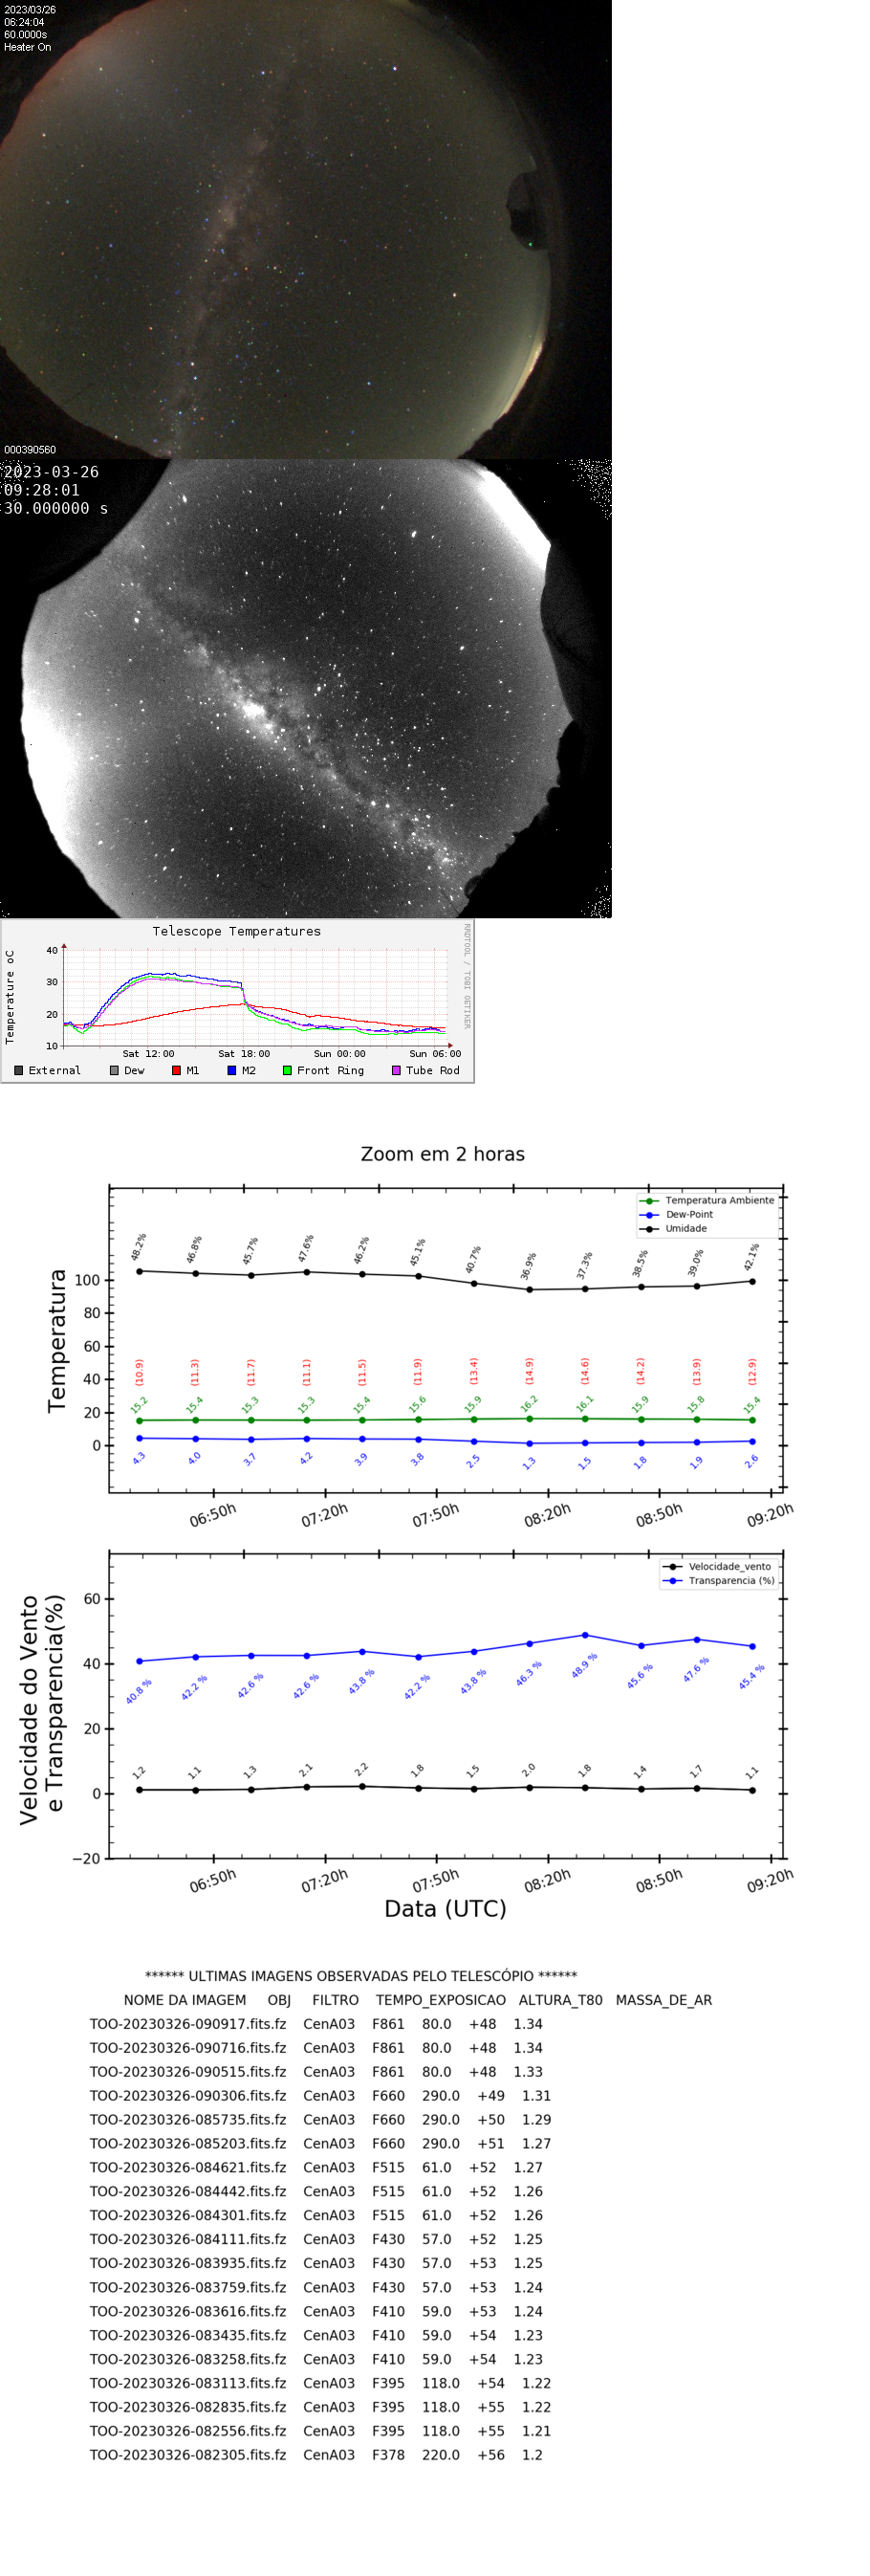 2023/03/26
06:24:04
60.0000s
Heater On
000390560
2023-03-26
09:28:01
30.000000 s
Telescope Temperatures
RRDTOOL / TOBI OETIKER
Temperature oC
40
30
20
10
Sat 12:00 Sat 18:00 Sun 00:00 Sun 06:00
External Dew M1 M2 Front Ring Tube Rod
Zoom em 2 horas
Temperatura Ambiente
Dew-Point
Umidade
Temperatura
100
80
60
40
20
0
48.2% 46.8% 45.7% 47.6% 46.2% 45.1% 40.7% 36.9% 37.3% 38.5% 39.0% 42.1%
(10.9) (11.3) (11.7) (11.1) (11.5) (11.9) (13.4) (14.9) (14.6) (14.2) (13.9) (12.9)
15.2 15.4 15.3 15.3 15.4 15.6 15.9 16.2 16.1 15.9 15.8 15.4
4.3 4.0 3.7 4.2 3.9 3.8 2.5 1.3 1.5 1.8 1.9 2.6
06:50h 07:20h 07:50h 08:20h 08:50h 09:20h
Velocidade_vento
Transparencia (%)
Velocidade do Vento
e Transparencia(%)
60
40
20
0
−20
40.8 % 42.2 % 42.6 % 42.6 % 43.8 % 42.2 % 43.8 % 46.3 % 48.9 % 45.6 % 47.6 % 45.4 %
1.2 1.1 1.3 2.1 2.2 1.8 1.5 2.0 1.8 1.4 1.7 1.1
06:50h 07:20h 07:50h 08:20h 08:50h 09:20h
Data (UTC)
****** ULTIMAS IMAGENS OBSERVADAS PELO TELESCÓPIO ******
NOME DA IMAGEM OBJ FILTRO TEMPO_EXPOSICAO ALTURA_T80 MASSA_DE_AR
TOO-20230326-090917.fits.fz CenA03 F861 80.0 +48 1.34
TOO-20230326-090716.fits.fz CenA03 F861 80.0 +48 1.34
TOO-20230326-090515.fits.fz CenA03 F861 80.0 +48 1.33
TOO-20230326-090306.fits.fz CenA03 F660 290.0 +49 1.31
TOO-20230326-085735.fits.fz CenA03 F660 290.0 +50 1.29
TOO-20230326-085203.fits.fz CenA03 F660 290.0 +51 1.27
TOO-20230326-084621.fits.fz CenA03 F515 61.0 +52 1.27
TOO-20230326-084442.fits.fz CenA03 F515 61.0 +52 1.26
TOO-20230326-084301.fits.fz CenA03 F515 61.0 +52 1.26
TOO-20230326-084111.fits.fz CenA03 F430 57.0 +52 1.25
TOO-20230326-083935.fits.fz CenA03 F430 57.0 +53 1.25
TOO-20230326-083759.fits.fz CenA03 F430 57.0 +53 1.24
TOO-20230326-083616.fits.fz CenA03 F410 59.0 +53 1.24
TOO-20230326-083435.fits.fz CenA03 F410 59.0 +54 1.23
TOO-20230326-083258.fits.fz CenA03 F410 59.0 +54 1.23
TOO-20230326-083113.fits.fz CenA03 F395 118.0 +54 1.22
TOO-20230326-082835.fits.fz CenA03 F395 118.0 +55 1.22
TOO-20230326-082556.fits.fz CenA03 F395 118.0 +55 1.21
TOO-20230326-082305.fits.fz CenA03 F378 220.0 +56 1.2